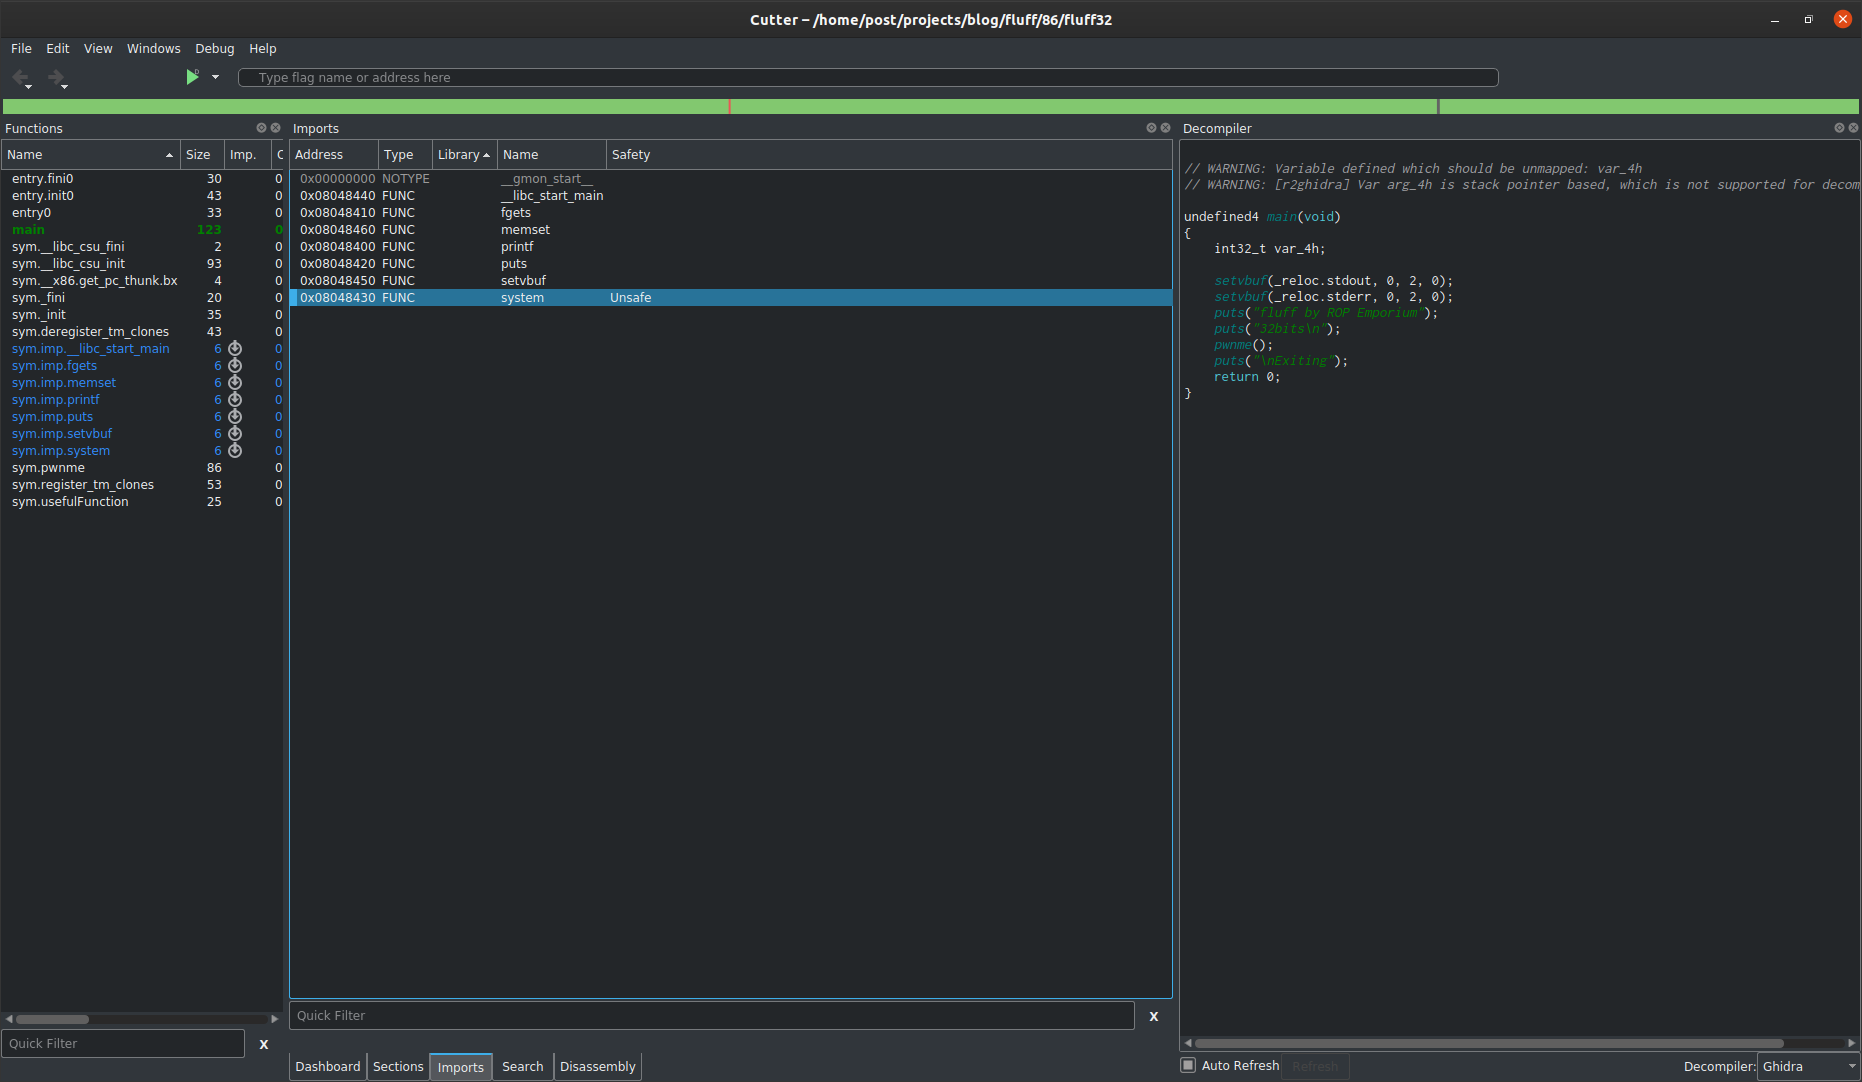 Cutter – /home/post/projects/blog/fluff/86/fluff32
File Edit View Windows Debug Help
Type flag name or address here
Functions
Name Size Imp. C
entry.fini0 30 0
entry.init0 43 0
entry0 33 0
main 123 0
sym.__libc_csu_fini 2 0
sym.__libc_csu_init 93 0
sym.__x86.get_pc_thunk.bx 4 0
sym._fini 20 0
sym._init 35 0
sym.deregister_tm_clones 43 0
sym.imp.__libc_start_main 6 0
sym.imp.fgets 6 0
sym.imp.memset 6 0
sym.imp.printf 6 0
sym.imp.puts 6 0
sym.imp.setvbuf 6 0
sym.imp.system 6 0
sym.pwnme 86 0
sym.register_tm_clones 53 0
sym.usefulFunction 25 0
Quick Filter X
Imports
Address Type Library Name Safety
0x00000000 NOTYPE __gmon_start__
0x08048440 FUNC __libc_start_main
0x08048410 FUNC fgets
0x08048460 FUNC memset
0x08048400 FUNC printf
0x08048420 FUNC puts
0x08048450 FUNC setvbuf
0x08048430 FUNC system Unsafe
Quick Filter X
Dashboard Sections Imports Search Disassembly
Decompiler
// WARNING: Variable defined which should be unmapped: var_4h
// WARNING: [r2ghidra] Var arg_4h is stack pointer based, which is not supported for decom
undefined4 main(void)
{
int32_t var_4h;
setvbuf(_reloc.stdout, 0, 2, 0);
setvbuf(_reloc.stderr, 0, 2, 0);
puts("fluff by ROP Emporium");
puts("32bits\n");
pwnme();
puts("\nExiting");
return 0;
}
Auto Refresh Refresh Decompiler: Ghidra